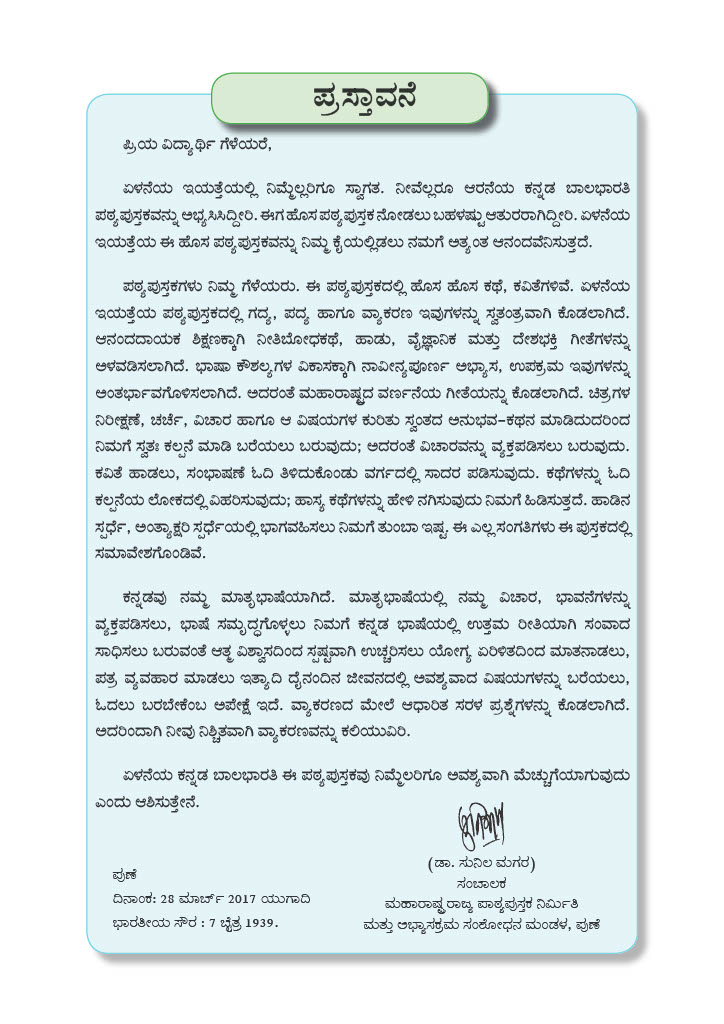 ಪ್ರಸ್ತಾವನೆ
ಪ್ರಿಯ ವಿದ್ಯಾರ್ಥಿ ಗೆಳೆಯರೆ,
ಏಳನೆಯ ಇಯತ್ತೆಯಲ್ಲಿ ನಿಮ್ಮೆಲ್ಲರಿಗೂ ಸ್ವಾಗತ. ನೀವೆಲ್ಲರೂ ಆರನೆಯ ಕನ್ನಡ ಬಾಲಭಾರತಿ
ಪಠ್ಯಪುಸ್ತಕವನ್ನು ಅಭ್ಯಸಿಸಿದ್ದೀರಿ. ಈಗ ಹೊಸ ಪಠ್ಯಪುಸ್ತಕ ನೋಡಲು ಬಹಳಷ್ಟು ಆತುರರಾಗಿದ್ದೀರಿ. ಏಳನೆಯ
ಇಯತ್ತೆಯ ಈ ಹೊಸ ಪಠ್ಯಪುಸ್ತಕವನ್ನು ನಿಮ್ಮ ಕೈಯಲ್ಲಿಡಲು ನಮಗೆ ಅತ್ಯಂತ ಆನಂದವೆನಿಸುತ್ತದೆ.
ಪಠ್ಯಪುಸ್ತಕಗಳು ನಿಮ್ಮ ಗೆಳೆಯರು. ಈ ಪಠ್ಯಪುಸ್ತಕದಲ್ಲಿ ಹೊಸ ಹೊಸ ಕಥೆ, ಕವಿತೆಗಳಿವೆ. ಏಳನೆಯ
ಇಯತ್ತೆಯ ಪಠ್ಯಪುಸ್ತಕದಲ್ಲಿ ಗದ್ಯ, ಪದ್ಯ ಹಾಗೂ ವ್ಯಾಕರಣ ಇವುಗಳನ್ನು ಸ್ವತಂತ್ರವಾಗಿ ಕೊಡಲಾಗಿದೆ.
ಆನಂದದಾಯಕ ಶಿಕ್ಷಣಕ್ಕಾಗಿ ನೀತಿಬೋಧಕಥೆ, ಹಾಡು, ವೈಜ್ಞಾನಿಕ ಮತ್ತು ದೇಶಭಕ್ತಿ ಗೀತೆಗಳನ್ನು
ಅಳವಡಿಸಲಾಗಿದೆ. ಭಾಷಾ ಕೌಶಲ್ಯಗಳ ವಿಕಾಸಕ್ಕಾಗಿ ನಾವೀನ್ಯಪೂರ್ಣ ಅಭ್ಯಾಸ, ಉಪಕ್ರಮ ಇವುಗಳನ್ನು
ಅಂತರ್ಭಾವಗೊಳಿಸಲಾಗಿದೆ. ಅದರಂತೆ ಮಹಾರಾಷ್ಟ್ರದ ವರ್ಣನೆಯ ಗೀತೆಯನ್ನು ಕೊಡಲಾಗಿದೆ. ಚಿತ್ರಗಳ
ನಿರೀಕ್ಷಣೆ, ಚರ್ಚೆ, ವಿಚಾರ ಹಾಗೂ ಆ ವಿಷಯಗಳ ಕುರಿತು ಸ್ವಂತದ ಅನುಭವ-ಕಥನ ಮಾಡಿದುದರಿಂದ
ನಿಮಗೆ ಸ್ವತಃ ಕಲ್ಪನೆ ಮಾಡಿ ಬರೆಯಲು ಬರುವುದು; ಅದರಂತೆ ವಿಚಾರವನ್ನು ವ್ಯಕ್ತಪಡಿಸಲು ಬರುವುದು.
ಕವಿತೆ ಹಾಡಲು, ಸಂಭಾಷಣೆ ಓದಿ ತಿಳಿದುಕೊಂಡು ವರ್ಗದಲ್ಲಿ ಸಾದರ ಪಡಿಸುವುದು. ಕಥೆಗಳನ್ನು ಓದಿ
ಕಲ್ಪನೆಯ ಲೋಕದಲ್ಲಿ ವಿಹರಿಸುವುದು; ಹಾಸ್ಯ ಕಥೆಗಳನ್ನು ಹೇಳಿ ನಗಿಸುವುದು ನಿಮಗೆ ಹಿಡಿಸುತ್ತದೆ. ಹಾಡಿನ
ಸ್ಪರ್ಧೆ, ಅಂತ್ಯಾಕ್ಷರಿ ಸ್ಪರ್ಧೆಯಲ್ಲಿ ಭಾಗವಹಿಸಲು ನಿಮಗೆ ತುಂಬಾ ಇಷ್ಟ. ಈ ಎಲ್ಲ ಸಂಗತಿಗಳು ಈ ಪುಸ್ತಕದಲ್ಲಿ
ಸಮಾವೇಶಗೊಂಡಿವೆ.
ಕನ್ನಡವು ನಮ್ಮ ಮಾತೃಭಾಷೆಯಾಗಿದೆ. ಮಾತೃಭಾಷೆಯಲ್ಲಿ ನಮ್ಮ ವಿಚಾರ, ಭಾವನೆಗಳನ್ನು
ವ್ಯಕ್ತಪಡಿಸಲು, ಭಾಷೆ ಸಮೃದ್ಧಗೊಳ್ಳಲು ನಿಮಗೆ ಕನ್ನಡ ಭಾಷೆಯಲ್ಲಿ ಉತ್ತಮ ರೀತಿಯಾಗಿ ಸಂವಾದ
ಸಾಧಿಸಲು ಬರುವಂತೆ ಆತ್ಮ ವಿಶ್ವಾಸದಿಂದ ಸ್ಪಷ್ಟವಾಗಿ ಉಚ್ಚರಿಸಲು ಯೋಗ್ಯ ಏರಿಳಿತದಿಂದ ಮಾತನಾಡಲು,
ಪತ್ರ ವ್ಯವಹಾರ ಮಾಡಲು ಇತ್ಯಾದಿ ದೈನಂದಿನ ಜೀವನದಲ್ಲಿ ಅವಶ್ಯವಾದ ವಿಷಯಗಳನ್ನು ಬರೆಯಲು,
ಓದಲು ಬರಬೇಕೆಂಬ ಅಪೇಕ್ಷೆ ಇದೆ. ವ್ಯಾಕರಣದ ಮೇಲೆ ಆಧಾರಿತ ಸರಳ ಪ್ರಶ್ನೆಗಳನ್ನು ಕೊಡಲಾಗಿದೆ.
ಅದರಿಂದಾಗಿ ನೀವು ನಿಶ್ಚಿತವಾಗಿ ವ್ಯಾಕರಣವನ್ನು ಕಲಿಯುವಿರಿ.
ಏಳನೆಯ ಕನ್ನಡ ಬಾಲಭಾರತಿ ಈ ಪಠ್ಯಪುಸ್ತಕವು ನಿಮ್ಮೆಲರಿಗೂ ಅವಶ್ಯವಾಗಿ ಮೆಚ್ಚುಗೆಯಾಗುವುದು
ಎಂದು ಆಶಿಸುತ್ತೇನೆ.
(ಡಾ. ಸುನಿಲ ಮಗರ)
ಸಂಚಾಲಕ
ಮಹಾರಾಷ್ಟ್ರ ರಾಜ್ಯ ಪಾಠ್ಯಪುಸ್ತಕ ನಿರ್ಮಿತಿ
ಮತ್ತು ಅಭ್ಯಾಸಕ್ರಮ ಸಂಶೋಧನ ಮಂಡಳ, ಪುಣೆ
ಪುಣೆ
ದಿನಾಂಕ: 28 ಮಾರ್ಚ್ 2017 ಯುಗಾದಿ
ಭಾರತೀಯ ಸೌರ : 7 ಚೈತ್ರ 1939.